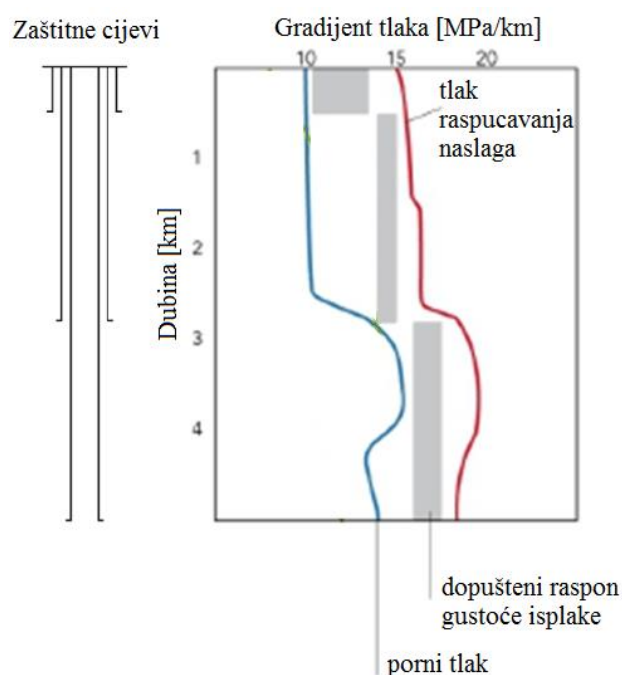 Zaštitne cijevi
Gradijent tlaka [MPa/km]
10 15 20
tlak
raspucavanja
naslaga
Dubina [km]
1
2
3
4
dopušteni raspon
gustoće isplake
porni tlak